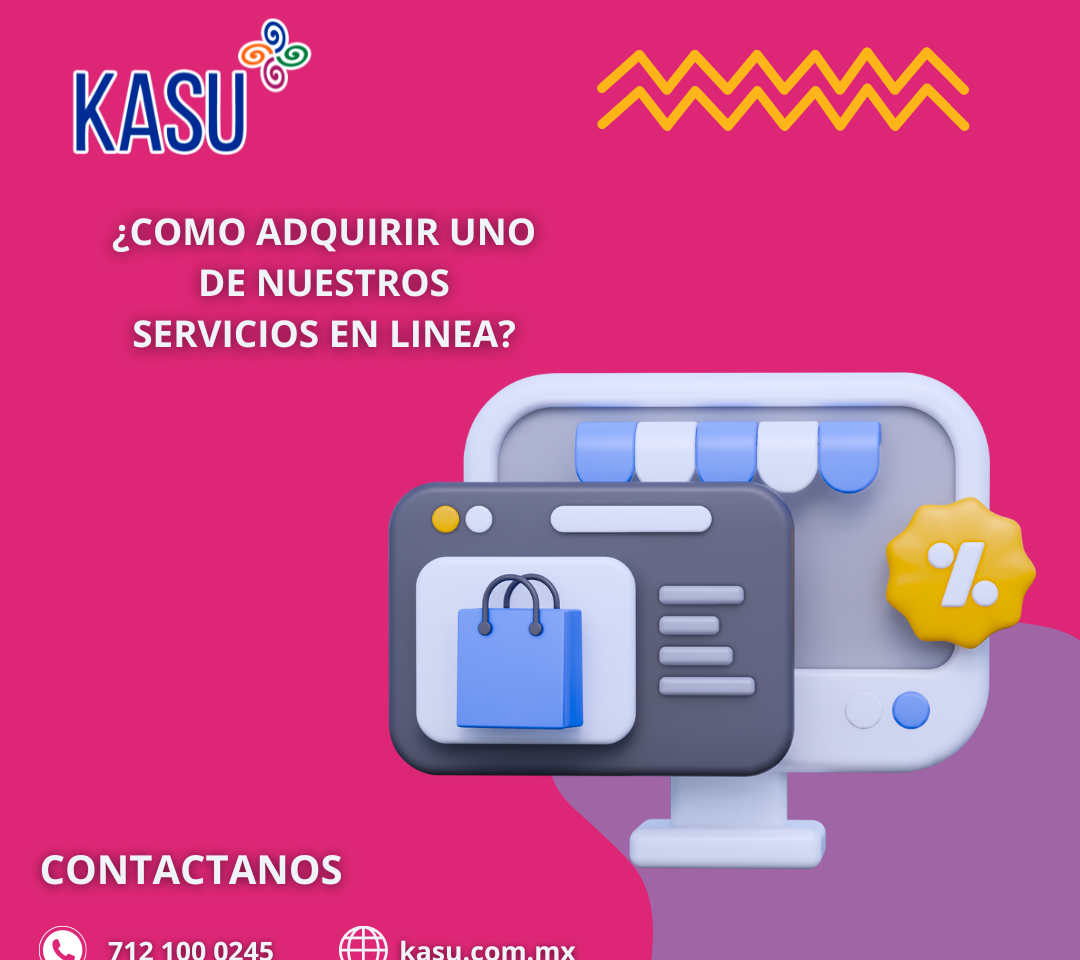 KASU
¿COMO ADQUIRIR UNO
DE NUESTROS
SERVICIOS EN LINEA?
%
CONTACTANOS
712 100 0245
kasu.com.mx